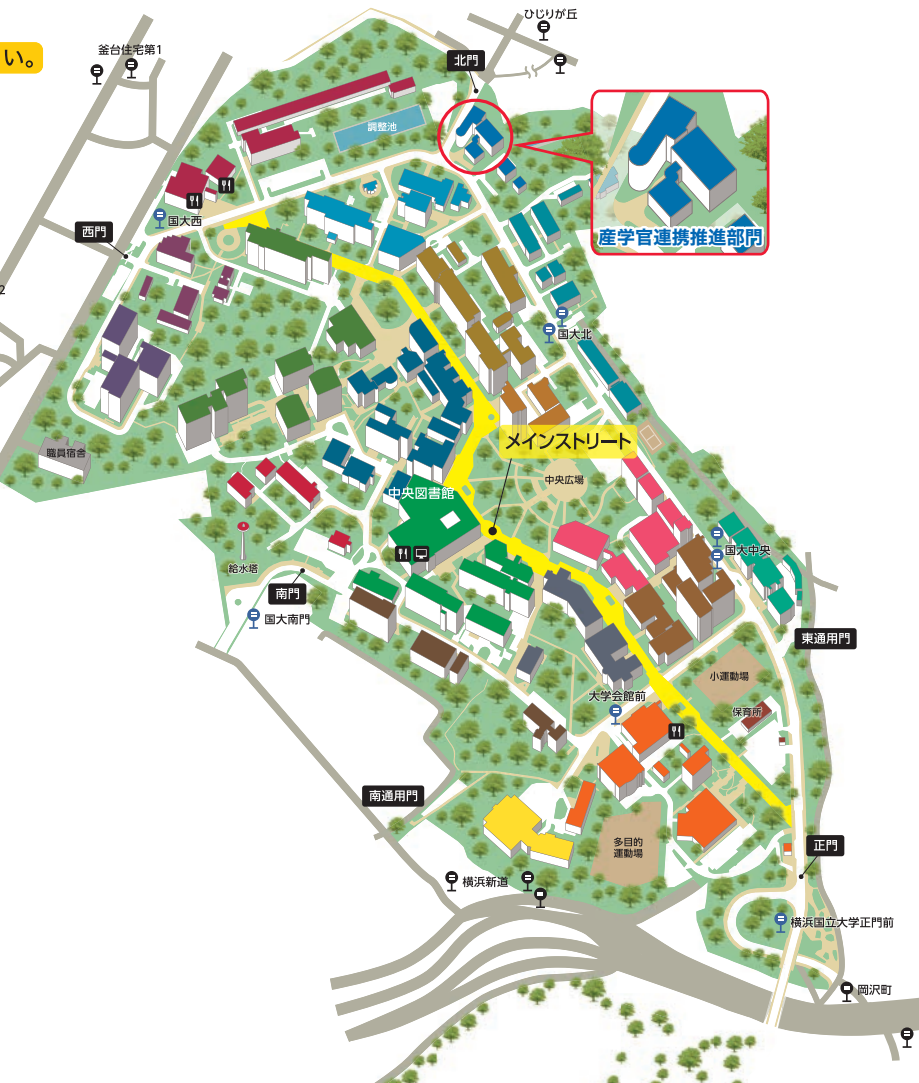 ひじりが丘
い。
釜台住宅第1
北門
調整池
産学官連携推進部門
国大西
西門
2
国大北
メインストリート
職員宿舎
中央広場
中央図書館
国大中央
給水塔
南門
国大南門
東通用門
小運動場
大学会館前
保育所
南通用門
多目的
運動場
正門
横浜新道
横浜国立大学正門前
岡沢町